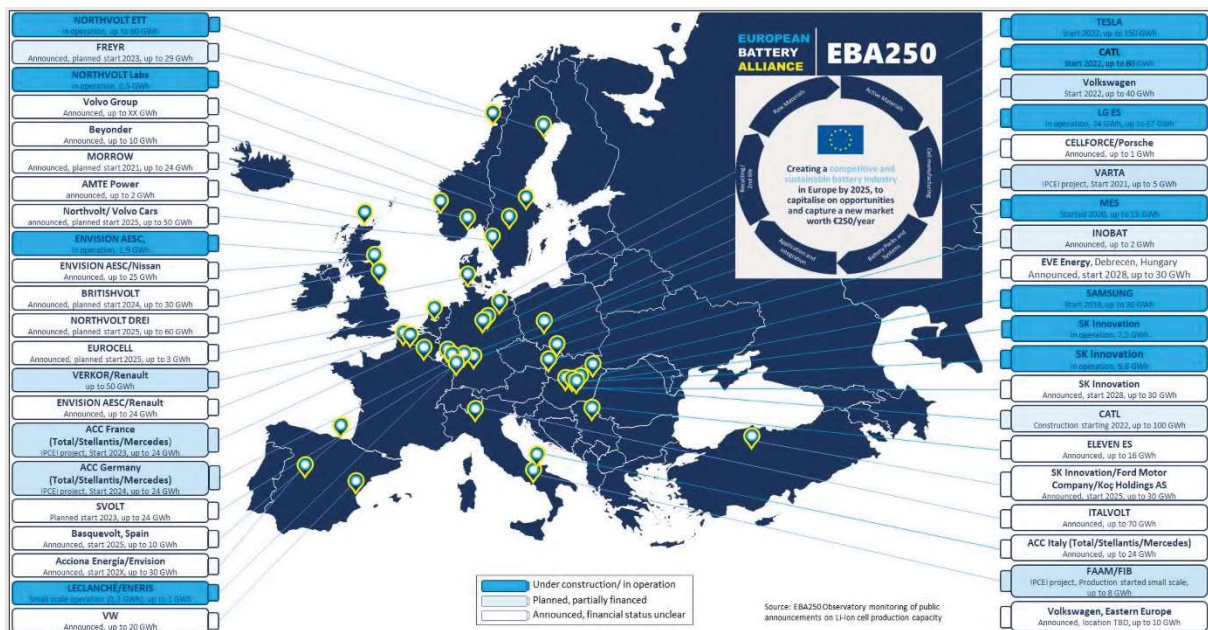 NORTHVOLT ETT
In operation, up to 60 GWh
FREYR
Announced, planned start 2023, up to 29 GWh
NORTHVOLT Labs
In operation, 0,5 GWh
Volvo Group
Announced, up to XX GWh
Beyonder
Announced, up to 10 GWh
MORROW
Announced, planned start 2021, up to 24 GWh
AMTE Power
announced, up to 2 GWh
Northvolt/ Volvo Cars
announced, planned start 2025, up to 50 GWh
ENVISION AESC,
In operation, 1.9 GWh
ENVISION AESC/Nissan
Announced, up to 25 GWh
BRITISHVOLT
Announced, planned start 2024, up to 30 GWh
NORTHVOLT DREI
Announced, planned start 2025, up to 60 GWh
EUROCELL
Announced, planned start 2025, up to 3 GWh
VERKOR/Renault
up to 50 GWh
ENVISION AESC/Renault
Announced, up to 24 GWh
ACC France
(Total/Stellantis/Mercedes)
IPCEI project, Start 2023, up to 24 GWh
ACC Germany
(Total/Stellantis/Mercedes)
IPCEI project, Start 2024, up to 24 GWh
SVOLT
Planned start 2023, up to 24 GWh
Basquevolt, Spain
Announced, start 2025, up to 10 GWh
Acciona Energía/Envision
Announced, start 202X, up to 30 GWh
LECLANCHÉ/ENERIS
Small scale operation (0,1 GWh), up to 1 GWh
VW
Announced, up to 20 GWh
EUROPEAN
BATTERY
ALLIANCE
EBA250
Raw Materials
Active Materials
Cell manufacturing
Battery Packs and Systems
Application and Integration
Recycling/ 2nd life
Creating a competitive and
sustainable battery industry
in Europe by 2025, to
capitalise on opportunities
and capture a new market
worth €250/year
TESLA
Start 2022, up to 150 GWh
CATL
Start 2022, up to 80 GWh
Volkswagen
Start 2022, up to 40 GWh
LG ES
In operation, 24 GWh, up to 67 GWh
CELLFORCE/Porsche
Announced, up to 1 GWh
VARTA
IPCEI project, Start 2021, up to 5 GWh
MES
Started 2020, up to 15 GWh
INOBAT
Announced, up to 2 GWh
EVE Energy, Debrecen, Hungary
Announced, start 2028, up to 30 GWh
SAMSUNG
Start 2018, up to 30 GWh
SK Innovation
In operation, 7,5 GWh
SK Innovation
In operation, 9,8 GWh
SK Innovation
Announced, start 2028, up to 30 GWh
CATL
Construction starting 2022, up to 100 GWh
ELEVEN ES
Announced, up to 16 GWh
SK Innovation/Ford Motor
Company/Koç Holdings AS
Announced, start 2025, up to 30 GWh
ITALVOLT
Announced, up to 70 GWh
ACC Italy (Total/Stellantis/Mercedes)
Announced, up to 24 GWh
FAAM/FIB
IPCEI project, Production started small scale,
up to 8 GWh
Volkswagen, Eastern Europe
Announced, location TBD, up to 10 GWh
Under construction/ in operation
Planned, partially financed
Announced, financial status unclear
Source: EBA250 Observatory monitoring of public
announcements on Li-Ion cell production capacity